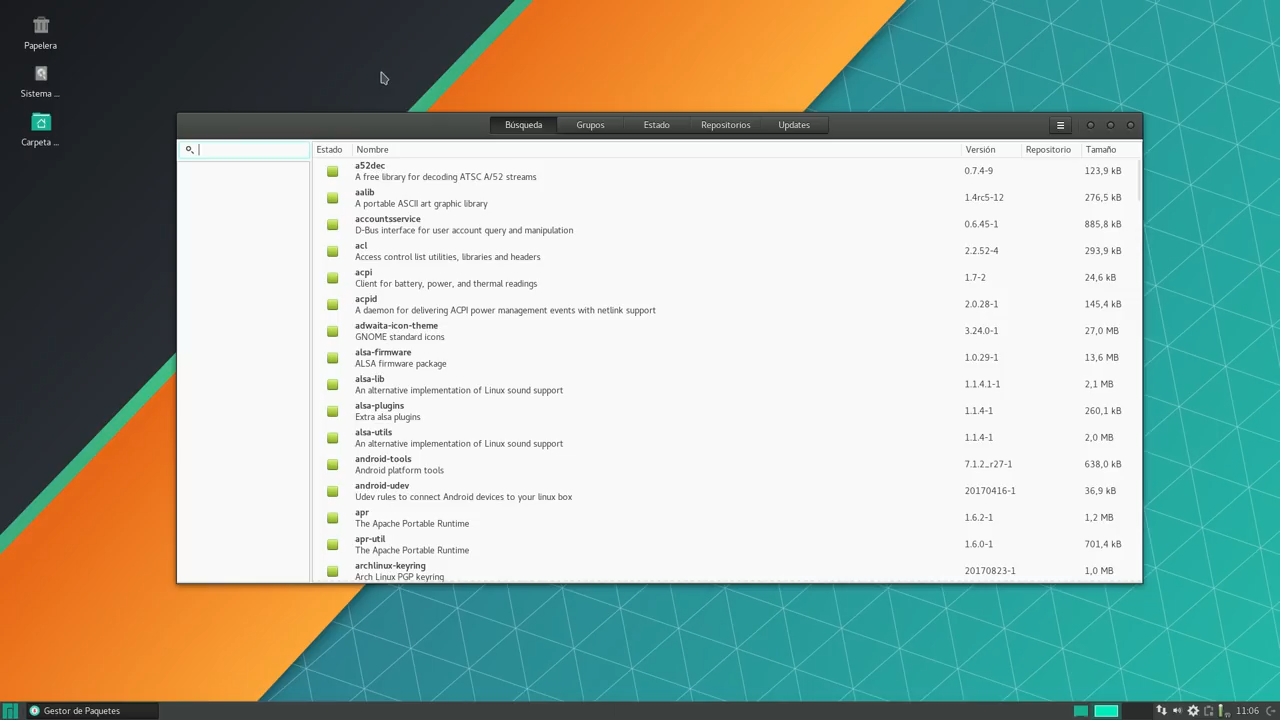 Papelera
Sistema ...
Carpeta ...
Búsqueda Grupos Estado Repositorios Updates
Estado Nombre Versión Repositorio Tamaño
a52dec
A free library for decoding ATSC A/52 streams
0.7.4-9 123,9 kB
aalib
A portable ASCII art graphic library
1.4rc5-12 276,5 kB
accountsservice
D-Bus interface for user account query and manipulation
0.6.45-1 885,8 kB
acl
Access control list utilities, libraries and headers
2.2.52-4 293,9 kB
acpi
Client for battery, power, and thermal readings
1.7-2 24,6 kB
acpid
A daemon for delivering ACPI power management events with netlink support
2.0.28-1 145,4 kB
adwaita-icon-theme
GNOME standard icons
3.24.0-1 27,0 MB
alsa-firmware
ALSA firmware package
1.0.29-1 13,6 MB
alsa-lib
An alternative implementation of Linux sound support
1.1.4.1-1 2,1 MB
alsa-plugins
Extra alsa plugins
1.1.4-1 260,1 kB
alsa-utils
An alternative implementation of Linux sound support
1.1.4-1 2,0 MB
android-tools
Android platform tools
7.1.2_r27-1 638,0 kB
android-udev
Udev rules to connect Android devices to your linux box
20170416-1 36,9 kB
apr
The Apache Portable Runtime
1.6.2-1 1,2 MB
apr-util
The Apache Portable Runtime
1.6.0-1 701,4 kB
archlinux-keyring
Arch Linux PGP keyring
20170823-1 1,0 MB
Gestor de Paquetes
11:06